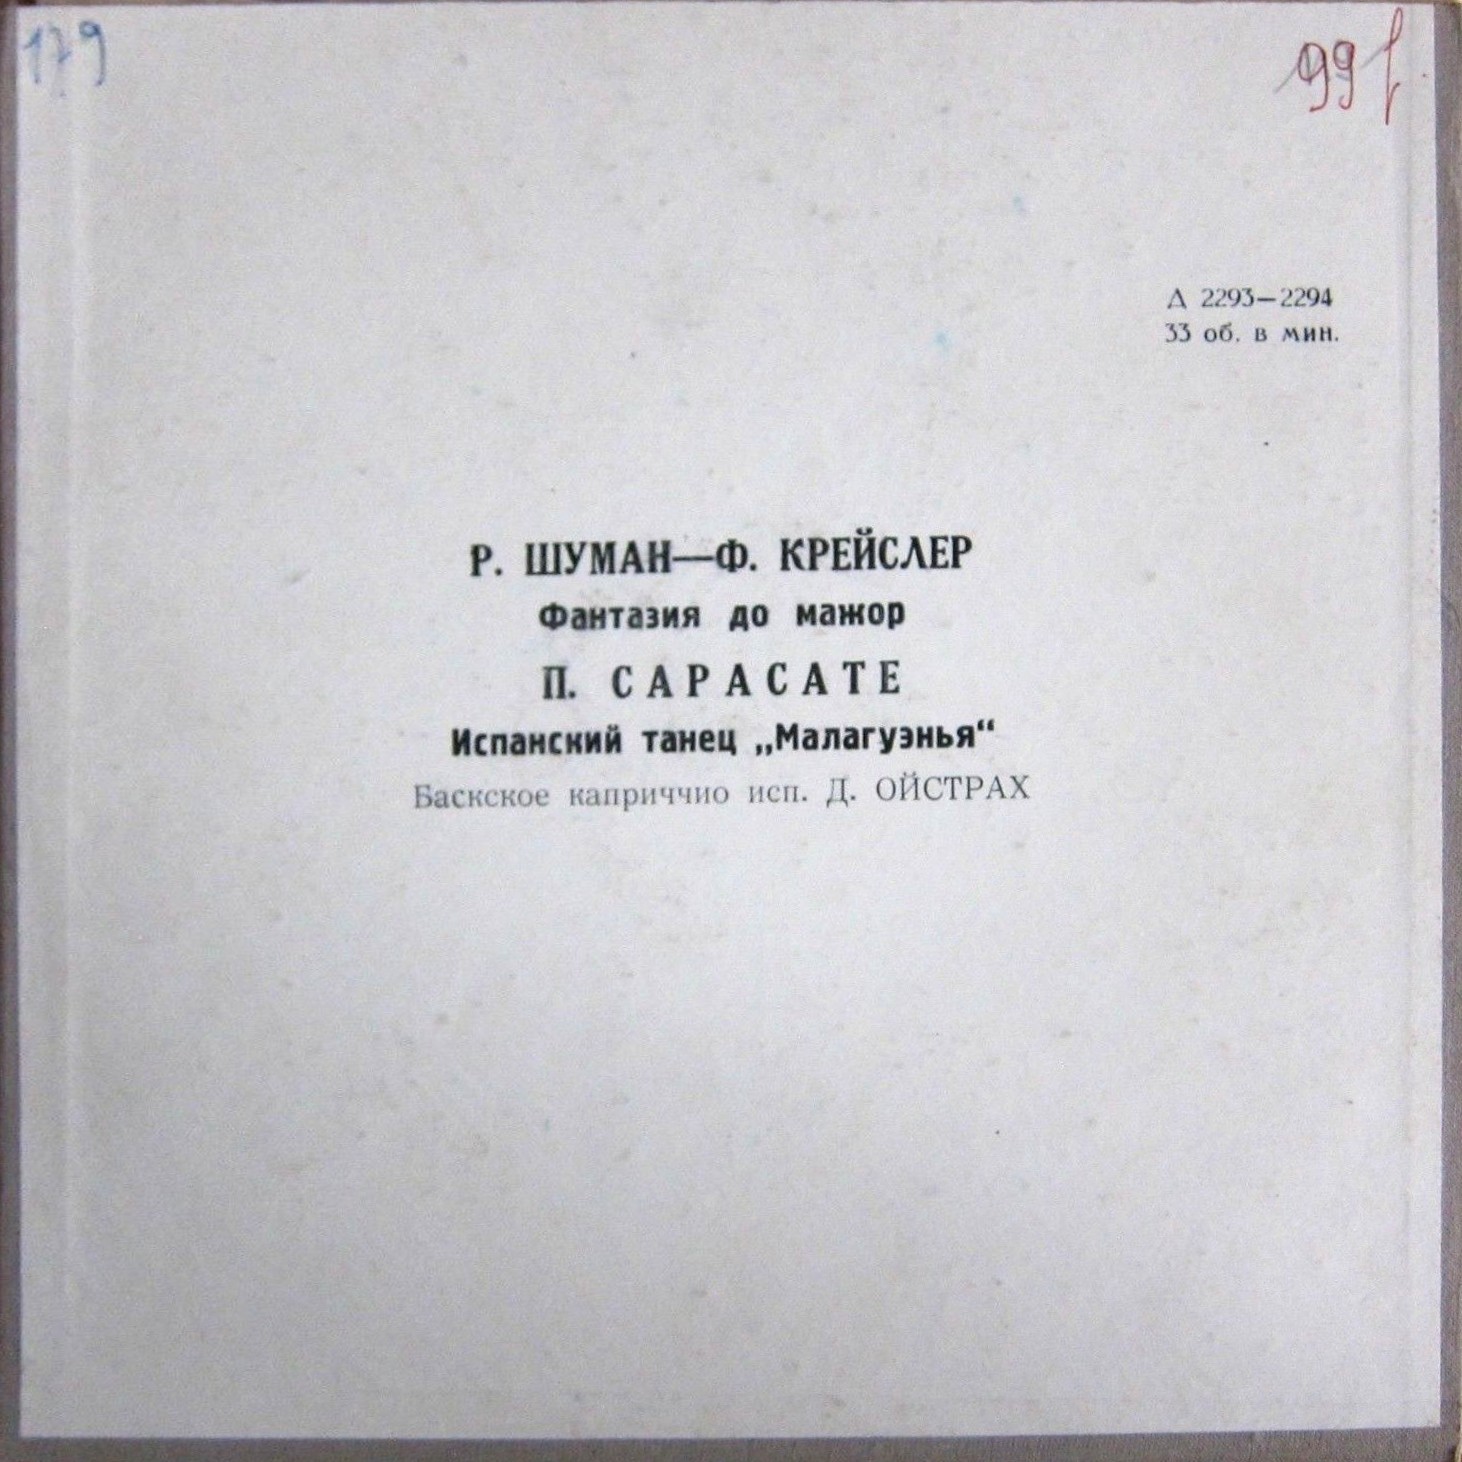 179
99 f.
Д 2293—2294
33 об. в мин.
Р. ШУМАН—Ф. КРЕЙСЛЕР
Фантазия до мажор
П. САРАСАТЕ
Испанский танец „Малагуэнья“
Баскское каприччио исп. Д. ОЙСТРАХ